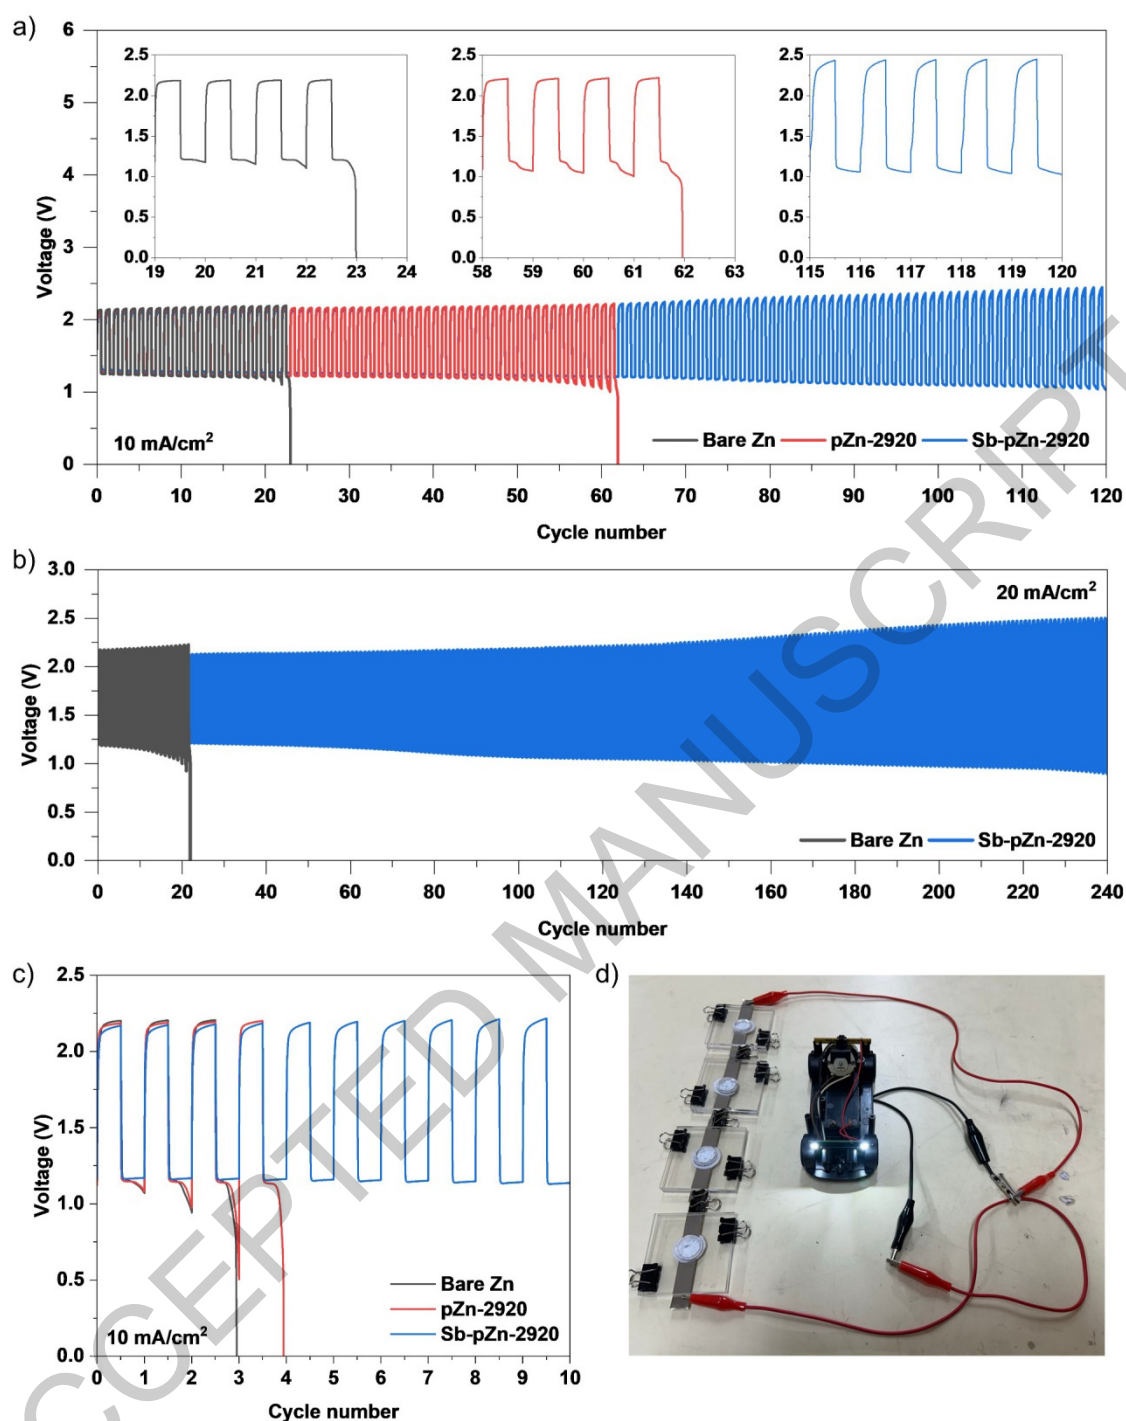 a)
6
5
4
3
2
1
0
Voltage (V)
2.5
2.0
1.5
1.0
0.5
0.0
19 20 21 22 23 24
2.5
2.0
1.5
1.0
0.5
0.0
58 59 60 61 62 63
2.5
2.0
1.5
1.0
0.5
0.0
115 116 117 118 119 120
10 mA/cm²
Bare Zn pZn-2920 Sb-pZn-2920
0 10 20 30 40 50 60 70 80 90 100 110 120
Cycle number
b)
3.0
2.5
2.0
1.5
1.0
0.5
0.0
Voltage (V)
20 mA/cm²
Bare Zn Sb-pZn-2920
0 20 40 60 80 100 120 140 160 180 200 220 240
Cycle number
c)
2.5
2.0
1.5
1.0
0.5
0.0
Voltage (V)
Bare Zn
pZn-2920
Sb-pZn-2920
10 mA/cm²
0 1 2 3 4 5 6 7 8 9 10
Cycle number
d)
CCEPTED MANUSCRIPT